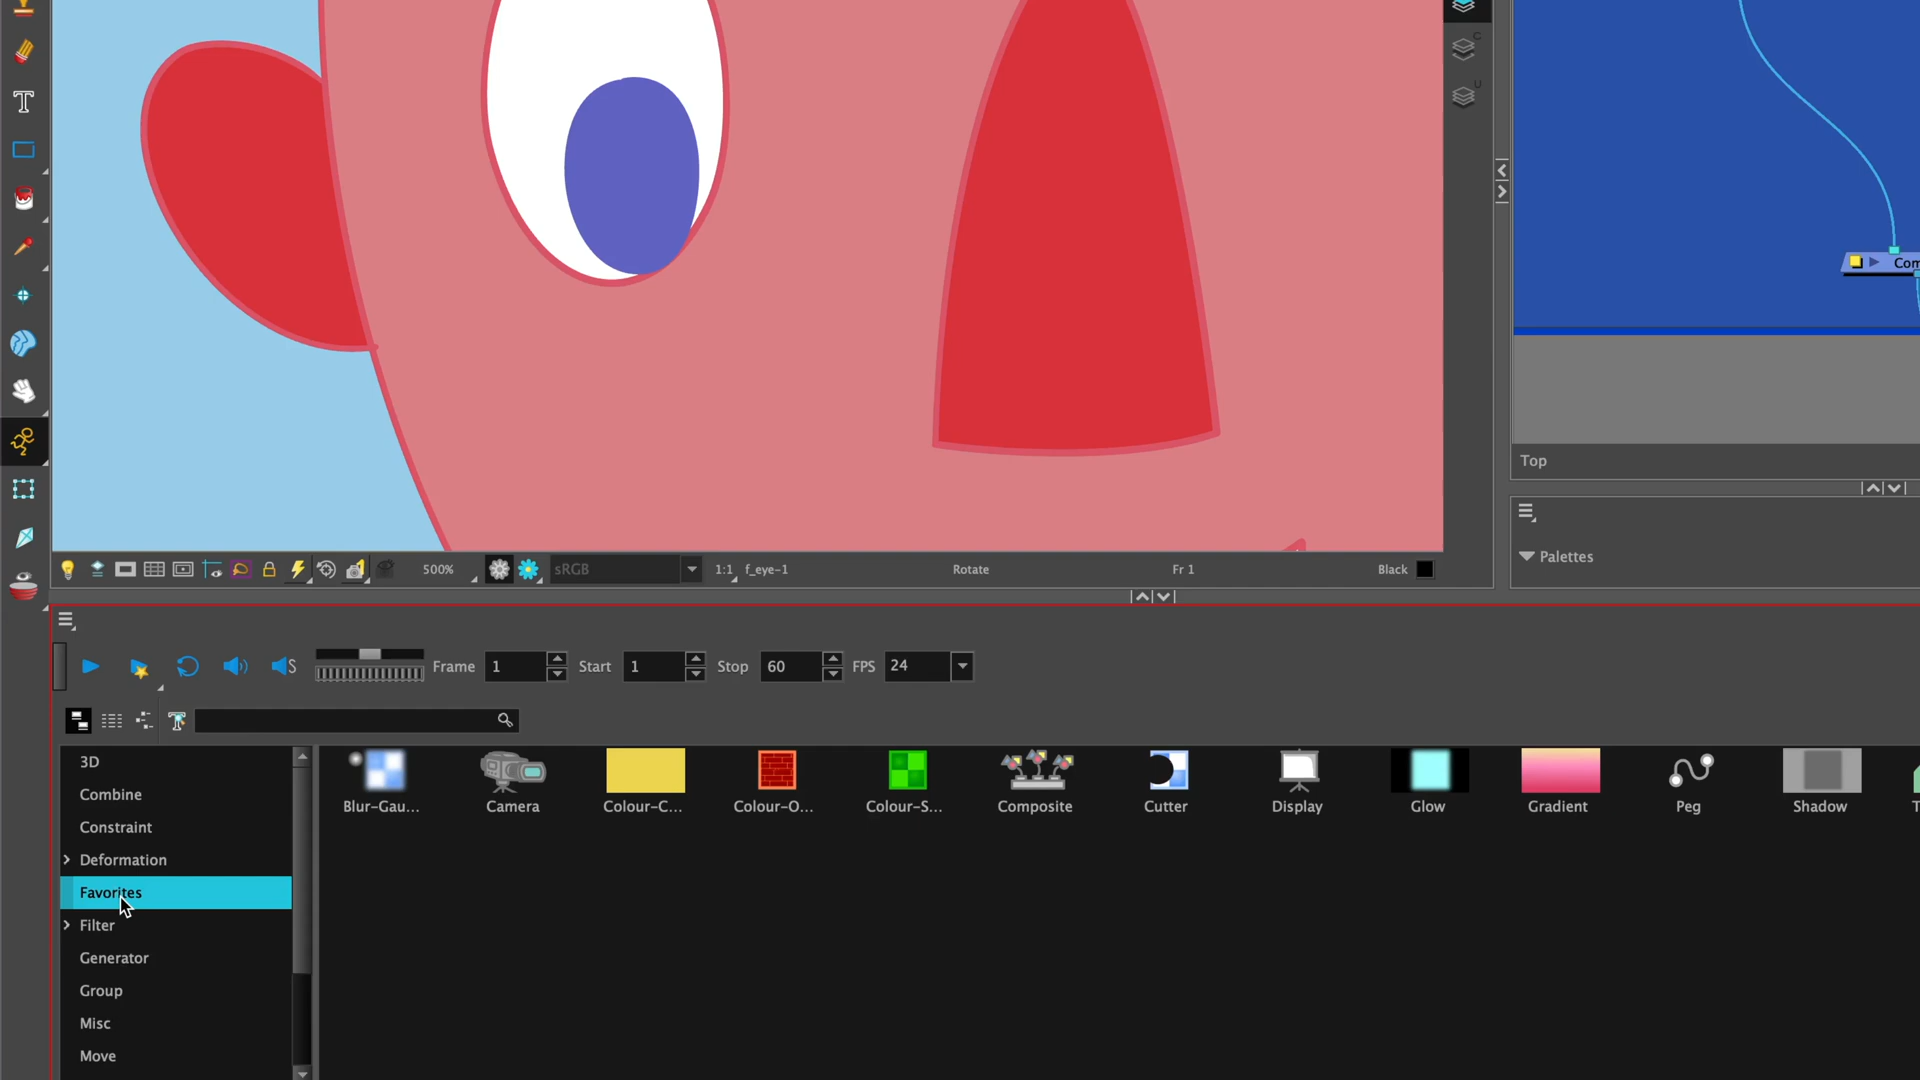 C
U
Com
Top
Palettes
500%
sRGB
1:1
f_eye-1
Rotate
Fr 1
Black
Frame
1
Start
1
Stop
60
FPS
24
3D
Combine
Constraint
Deformation
Favorites
Filter
Generator
Group
Misc
Move
Blur-Gau...
Camera
Colour-C...
Colour-O...
Colour-S...
Composite
Cutter
Display
Glow
Gradient
Peg
Shadow
T